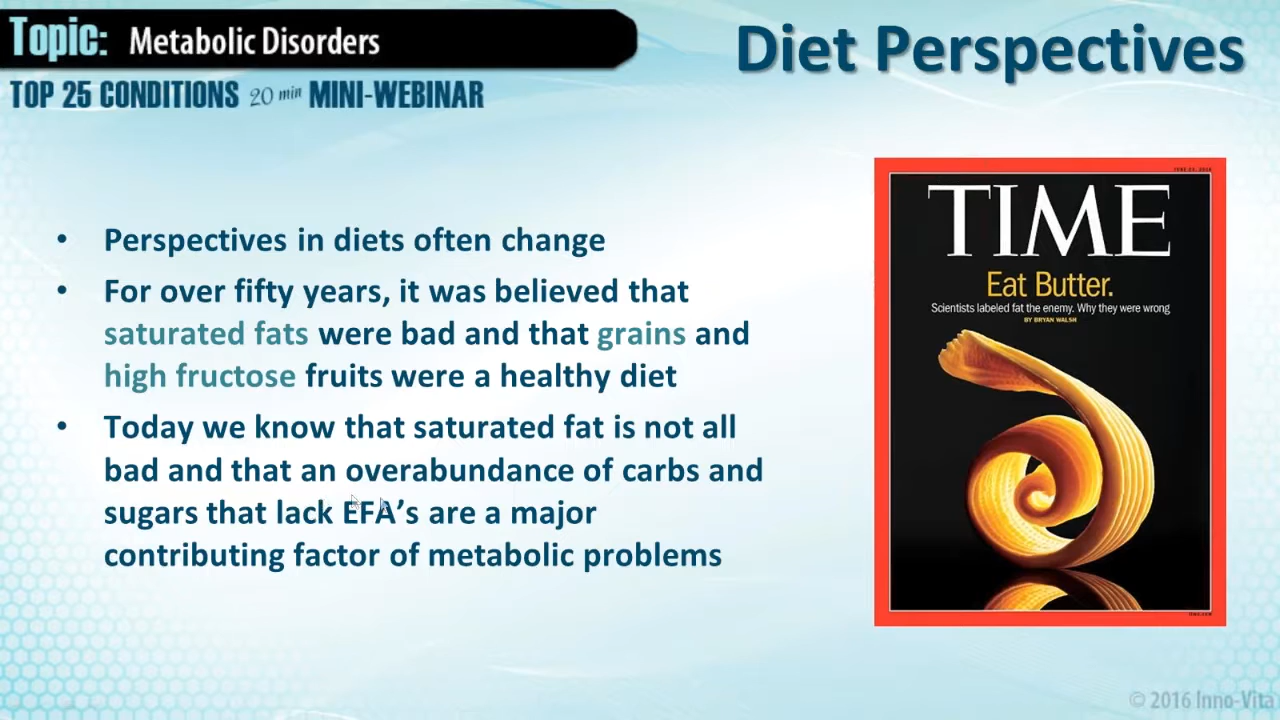 Topic: Metabolic Disorders
TOP 25 CONDITIONS 20 min MINI-WEBINAR
Diet Perspectives
• Perspectives in diets often change
• For over fifty years, it was believed that
saturated fats were bad and that grains and
high fructose fruits were a healthy diet
• Today we know that saturated fat is not all
bad and that an overabundance of carbs and
sugars that lack EFA’s are a major
contributing factor of metabolic problems
TIME
Eat Butter.
Scientists labeled fat the enemy. Why they were wrong
BY BRYAN WALSH
© 2016 Inno-Vita